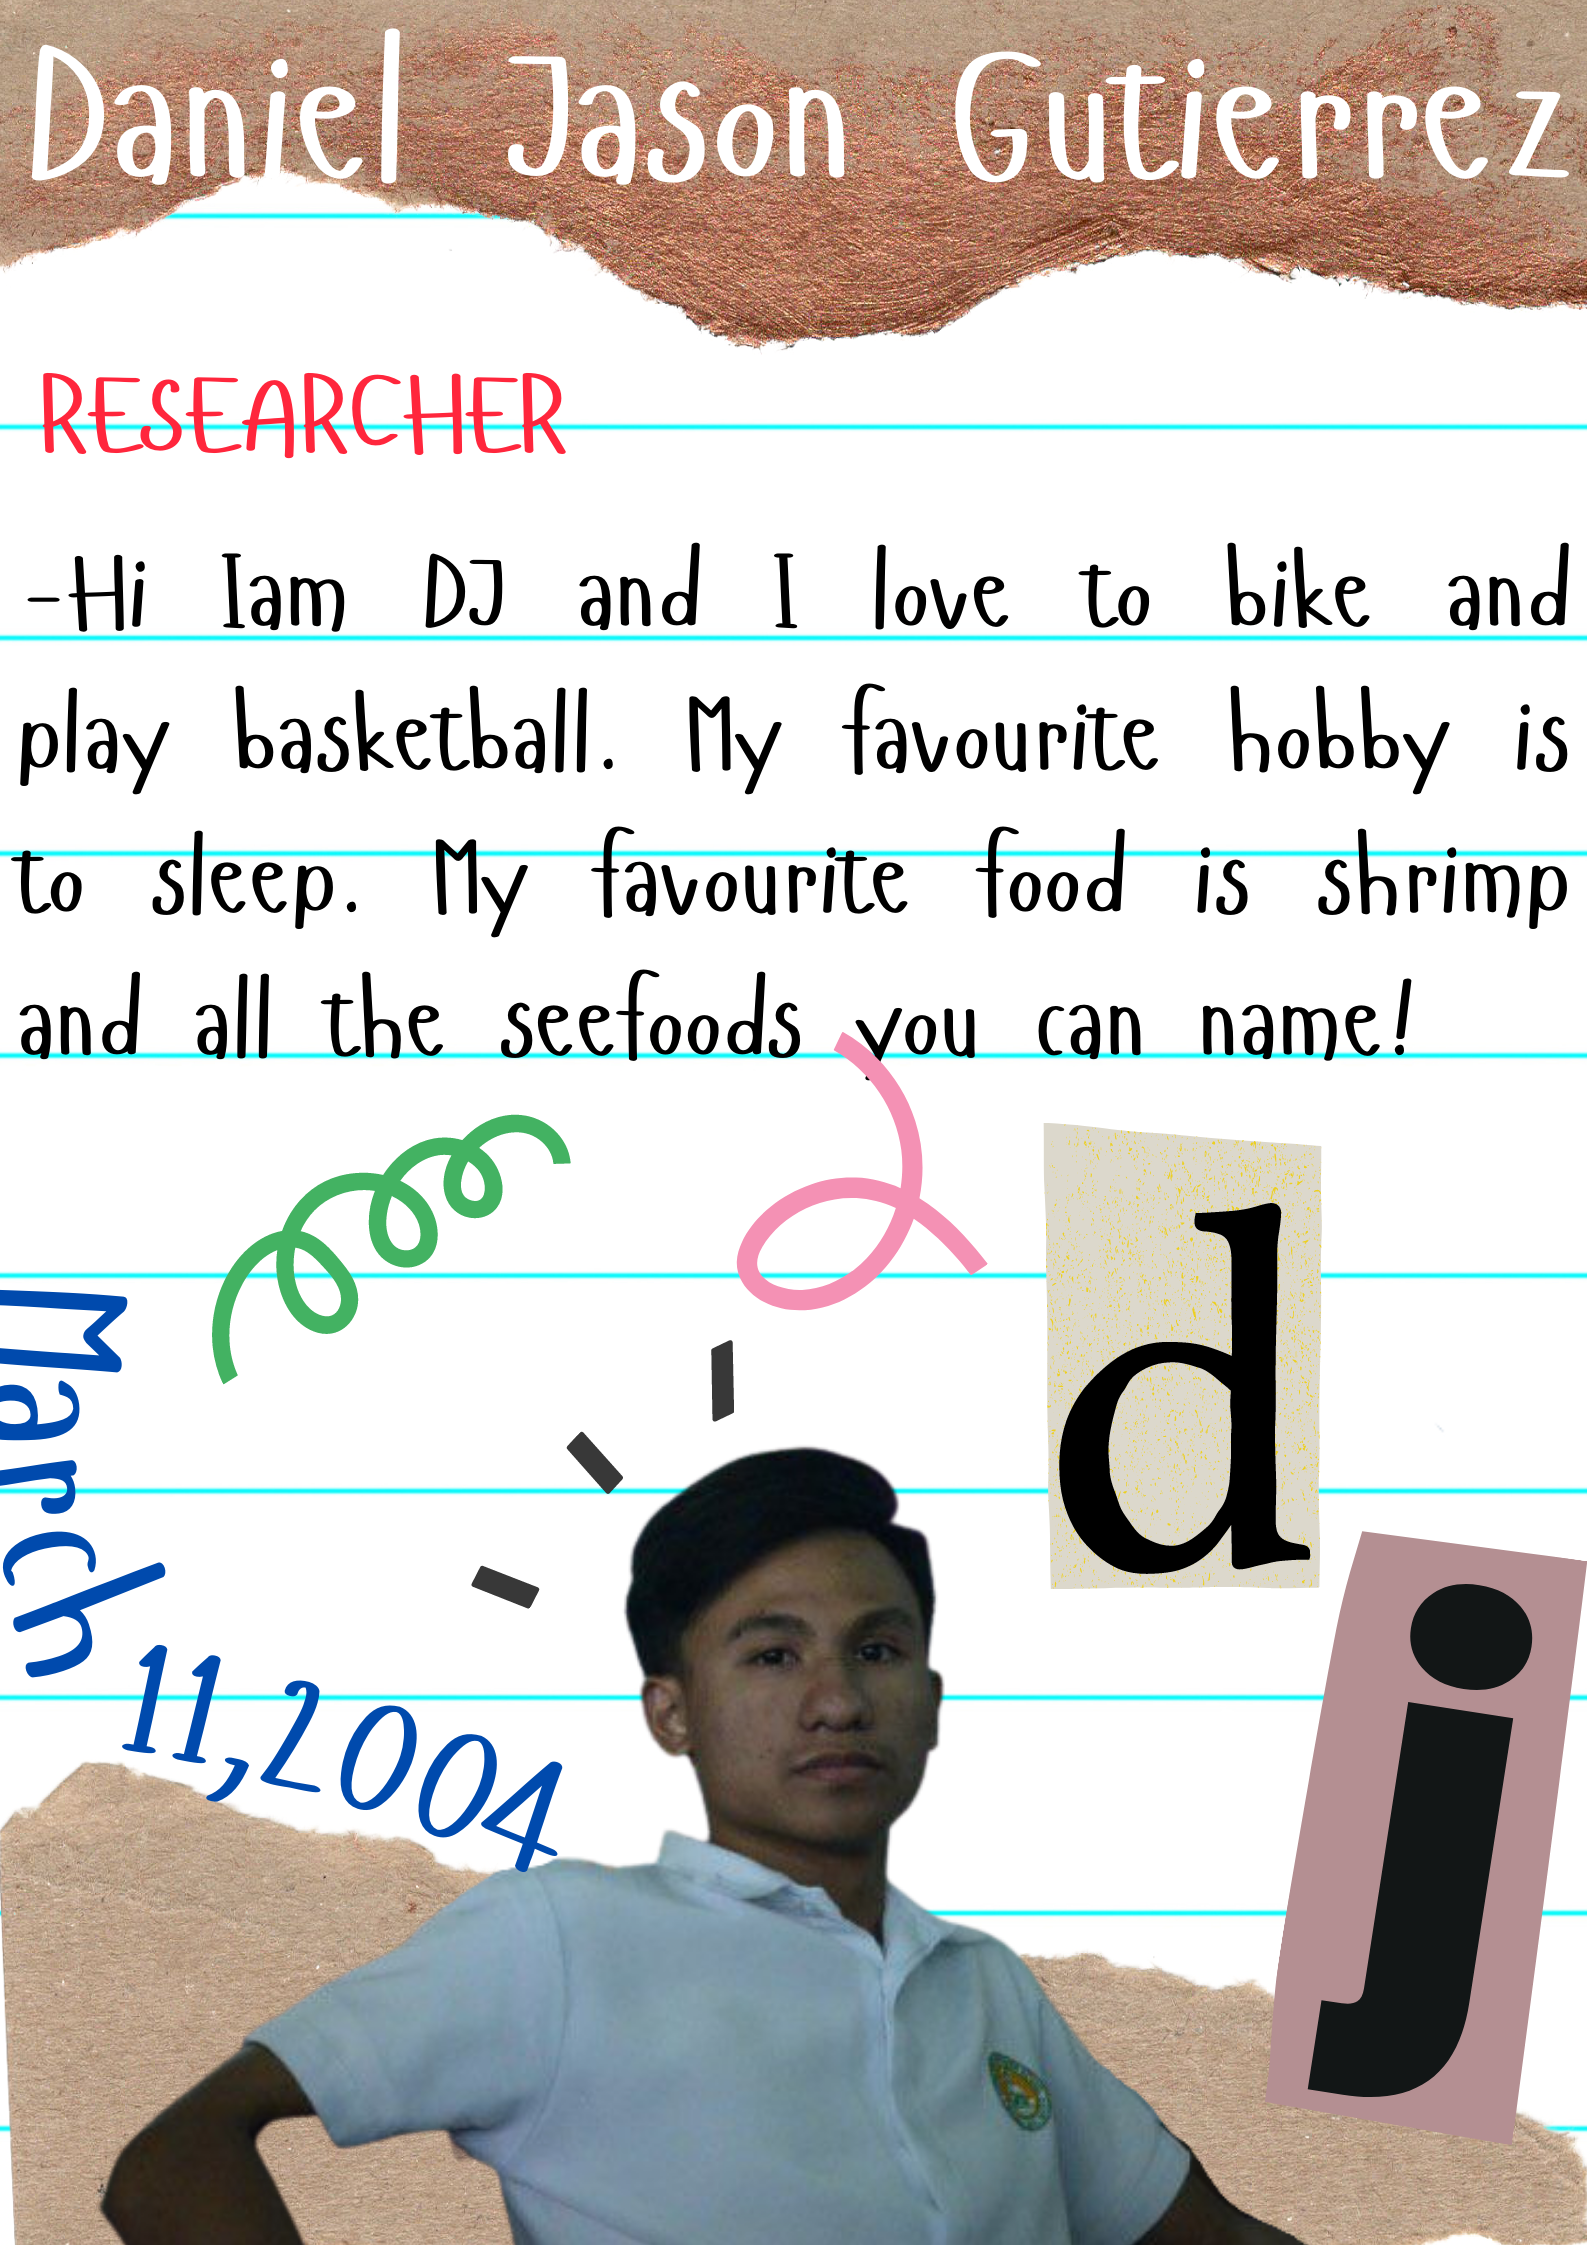 Daniel Jason Gutierrez
RESEARCHER
-Hi Iam DJ and I love to bike and
play basketball. My favourite hobby is
to sleep. My favourite food is shrimp
and all the seefoods you can name!
d
j
March 11,2004